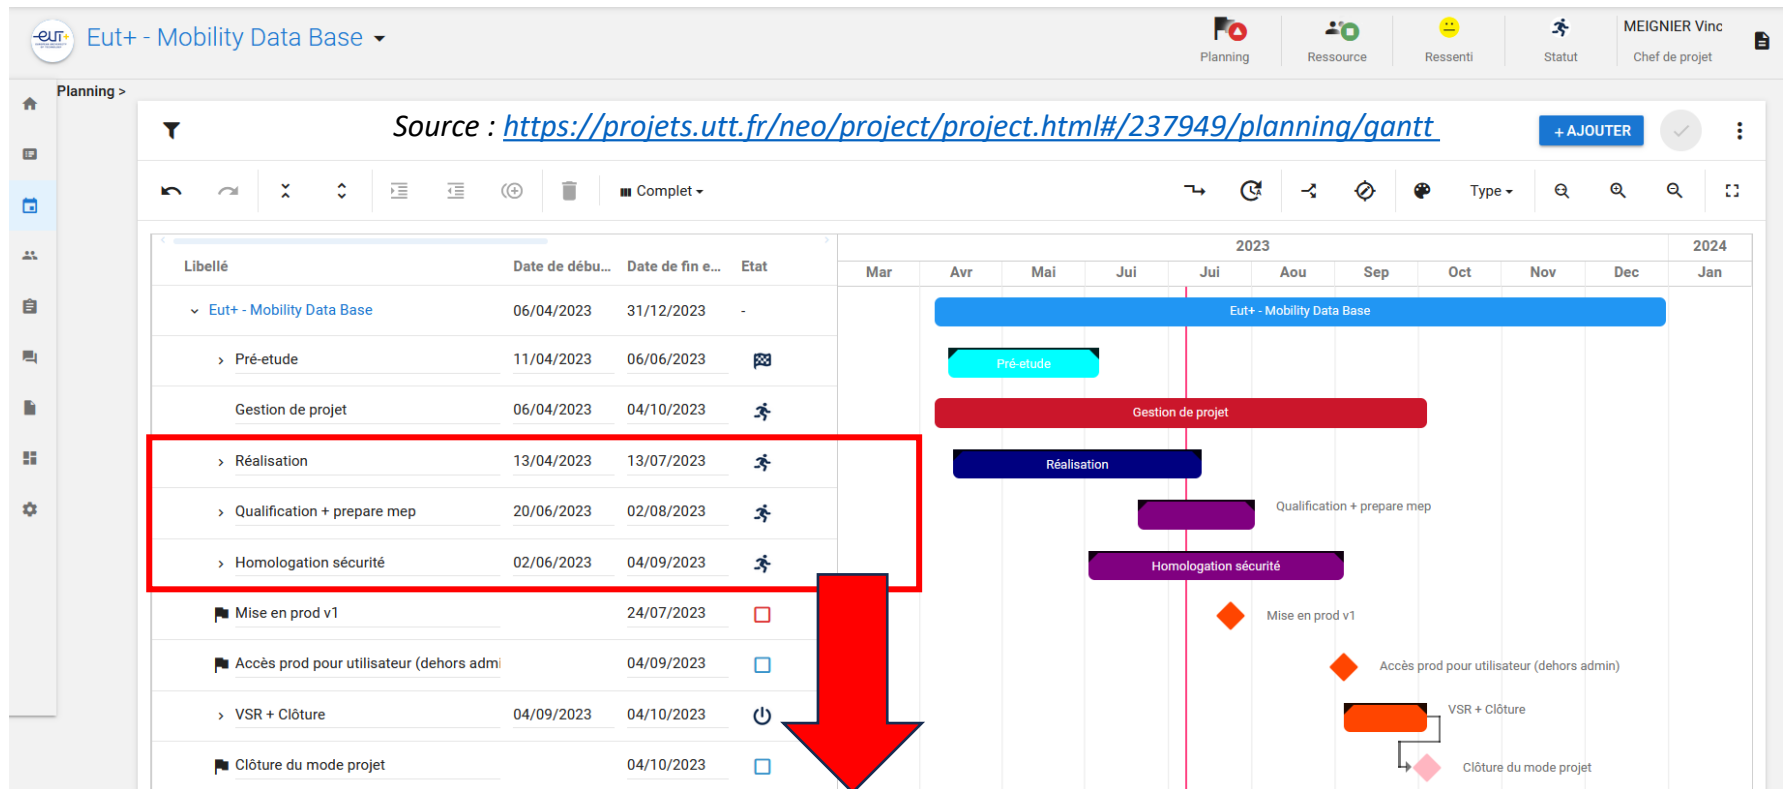 eut+
Eut+ - Mobility Data Base
Planning
Ressource
Ressenti
Statut
MEIGNIER Vinc
Chef de projet
Planning >
Source : https://projets.utt.fr/neo/project/project.html#/237949/planning/gantt
+ AJOUTER
Complet
Type
2023
2024
Libellé
Date de débu...
Date de fin e...
Etat
Mar
Avr
Mai
Jui
Jui
Aou
Sep
Oct
Nov
Dec
Jan
Eut+ - Mobility Data Base
06/04/2023
31/12/2023
-
Eut+ - Mobility Data Base
Pré-etude
11/04/2023
06/06/2023
Pré-etude
Gestion de projet
06/04/2023
04/10/2023
Gestion de projet
Réalisation
13/04/2023
13/07/2023
Réalisation
Qualification + prepare mep
20/06/2023
02/08/2023
Qualification + prepare mep
Homologation sécurité
02/06/2023
04/09/2023
Homologation sécurité
Mise en prod v1
24/07/2023
Mise en prod v1
Accès prod pour utilisateur (dehors admi
04/09/2023
Accès prod pour utilisateur (dehors admin)
VSR + Clôture
04/09/2023
04/10/2023
VSR + Clôture
Clôture du mode projet
04/10/2023
Clôture du mode projet